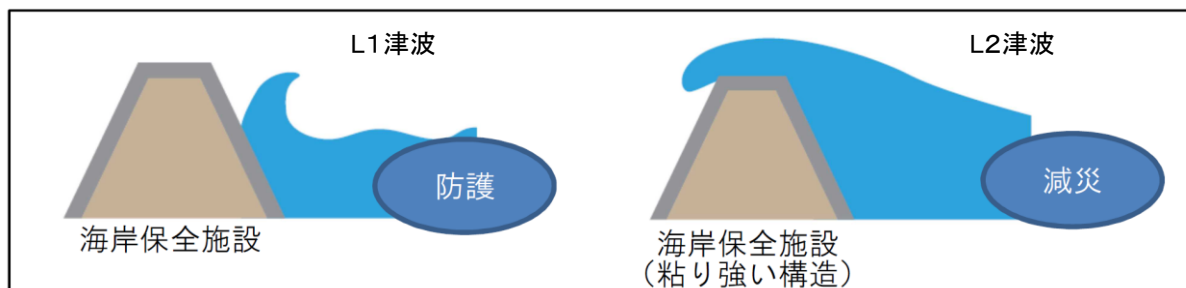 L1津波
防護
海岸保全施設
L2津波
減災
海岸保全施設
（粘り強い構造）